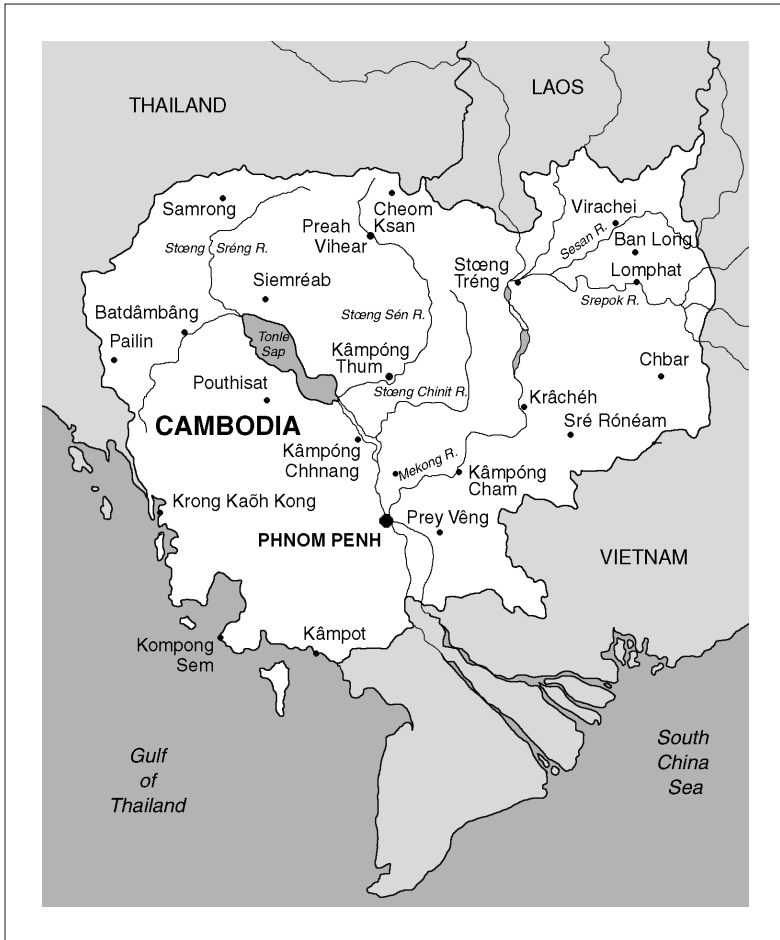 THAILAND
LAOS
Samrong
Cheom
Ksan
Preah
Vihear
Virachei
Stœng Sréng R.
Sesan R.
Ban Long
Stœng
Tréng
Lomphat
Siemréab
Srepok R.
Batdâmbâng
Stœng Sén R.
Pailin
Tonle
Sap
Kâmpóng
Thum
Chbar
Pouthisat
Stœng Chinit R.
Krâchéh
CAMBODIA
Sré Rónéam
Kâmpóng
Chhnang
Mekong R.
Kâmpóng
Cham
Krong Kaõh Kong
Prey Vêng
PHNOM PENH
VIETNAM
Kompong
Sem
Kâmpot
Gulf
of
Thailand
South
China
Sea